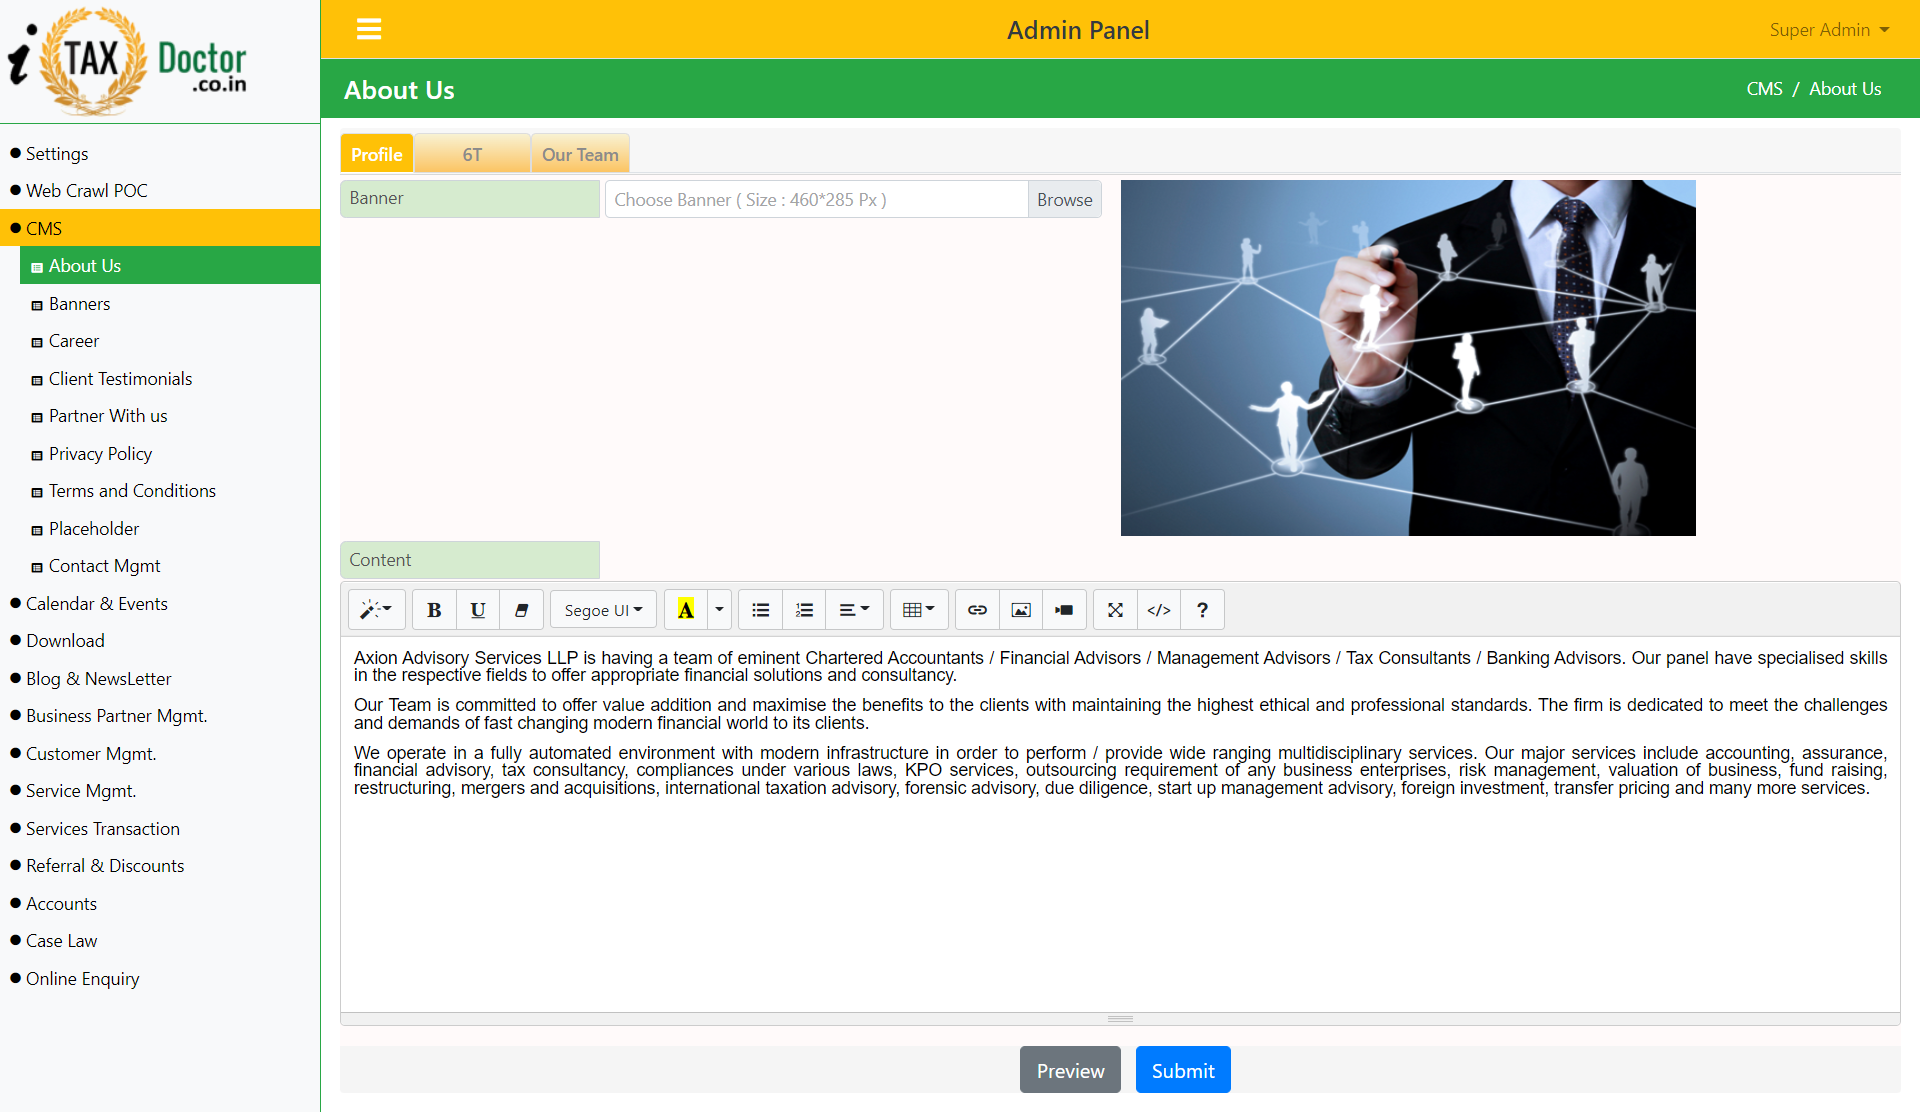 i TAX Doctor
.co.in
Admin Panel
Super Admin
About Us
CMS / About Us
Settings
Web Crawl POC
CMS
About Us
Banners
Career
Client Testimonials
Partner With us
Privacy Policy
Terms and Conditions
Placeholder
Contact Mgmt
Calendar & Events
Download
Blog & NewsLetter
Business Partner Mgmt.
Customer Mgmt.
Service Mgmt.
Services Transaction
Referral & Discounts
Accounts
Case Law
Online Enquiry
Profile 6T Our Team
Banner Choose Banner ( Size : 460*285 Px ) Browse
Content
B U Segoe UI A </> ?
Axion Advisory Services LLP is having a team of eminent Chartered Accountants / Financial Advisors / Management Advisors / Tax Consultants / Banking Advisors. Our panel have specialised skills
in the respective fields to offer appropriate financial solutions and consultancy.
Our Team is committed to offer value addition and maximise the benefits to the clients with maintaining the highest ethical and professional standards. The firm is dedicated to meet the challenges
and demands of fast changing modern financial world to its clients.
We operate in a fully automated environment with modern infrastructure in order to perform / provide wide ranging multidisciplinary services. Our major services include accounting, assurance,
financial advisory, tax consultancy, compliances under various laws, KPO services, outsourcing requirement of any business enterprises, risk management, valuation of business, fund raising,
restructuring, mergers and acquisitions, international taxation advisory, forensic advisory, due diligence, start up management advisory, foreign investment, transfer pricing and many more services.
Preview Submit